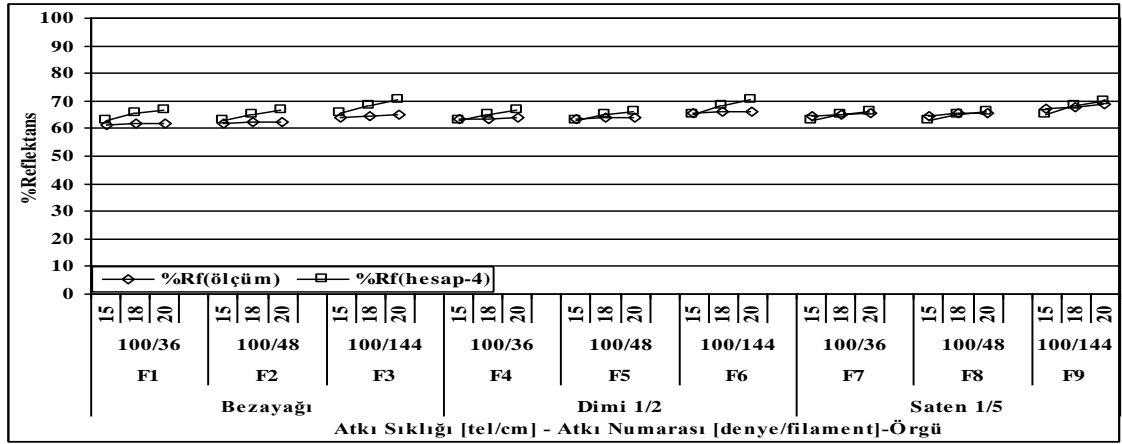 %Reflektans
100
90
80
70
60
50
40
30
20
10
0
%Rf(ölçüm) %Rf(hesap-4)
15 18 20 15 18 20 15 18 20 15 18 20 15 18 20 15 18 20 15 18 20 15 18 20 15 18 20
100/36 100/48 100/144 100/36 100/48 100/144 100/36 100/48 100/144
F1 F2 F3 F4 F5 F6 F7 F8 F9
Bezayağı Dimi 1/2 Saten 1/5
Atkı Sıklığı [tel/cm] - Atkı Numarası [denye/filament]-Örgü